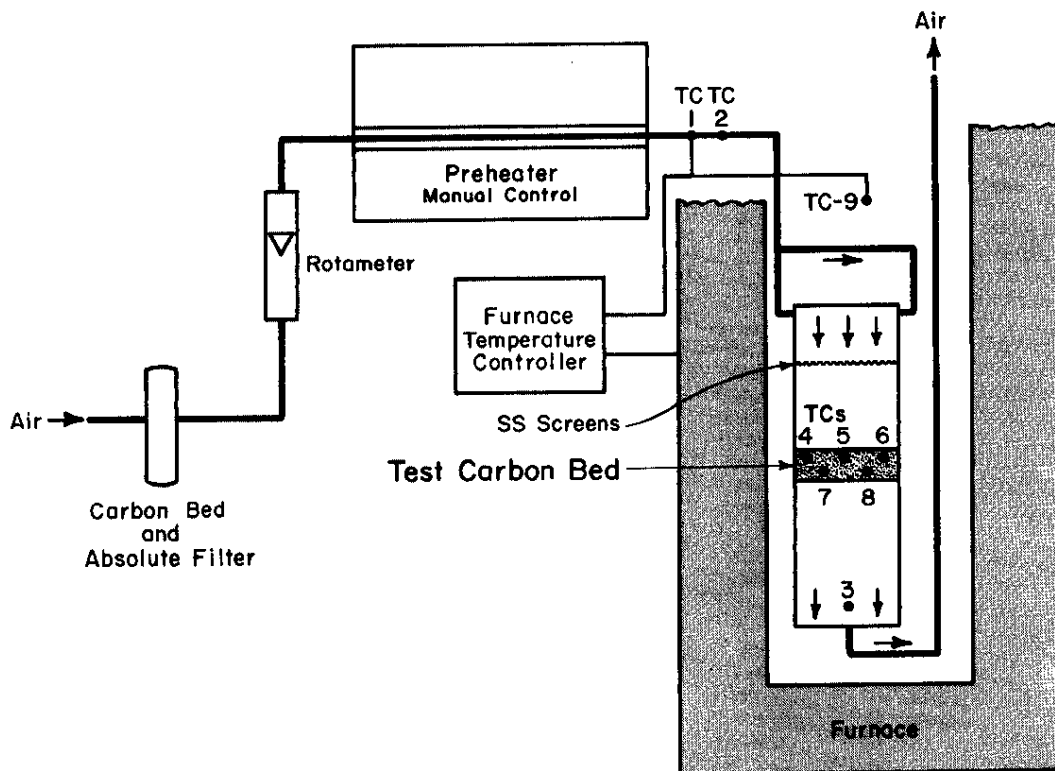 Air
TC TC
1 2
Preheater
Manual Control
TC-9
Rotameter
Furnace
Temperature
Controller
Air
SS Screens
TCs
4 5 6
Test Carbon Bed
7 8
Carbon Bed
and
Absolute Filter
3
Furnace